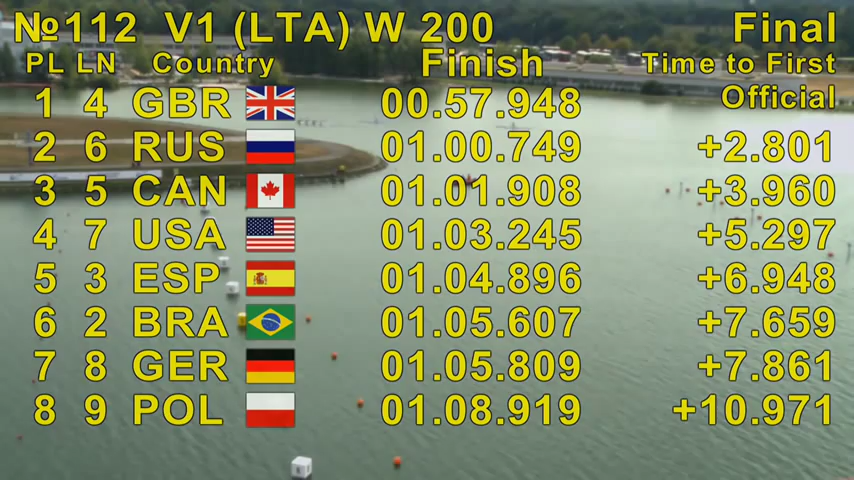 №112 V1 (LTA) W 200 Final
PL LN Country Finish Time to First
Official
1 4 GBR 00.57.948
2 6 RUS 01.00.749 +2.801
3 5 CAN 01.01.908 +3.960
4 7 USA 01.03.245 +5.297
5 3 ESP 01.04.896 +6.948
6 2 BRA 01.05.607 +7.659
7 8 GER 01.05.809 +7.861
8 9 POL 01.08.919 +10.971